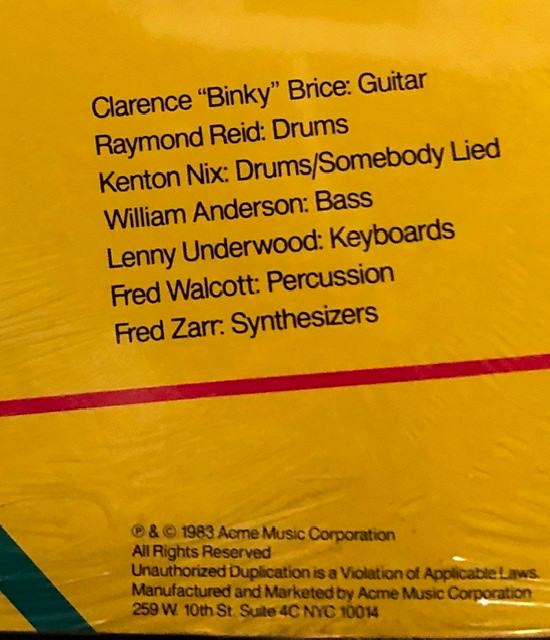 Clarence “Binky” Brice: Guitar
Raymond Reid: Drums
Kenton Nix: Drums/Somebody Lied
William Anderson: Bass
Lenny Underwood: Keyboards
Fred Walcott: Percussion
Fred Zarr: Synthesizers
℗ & © 1983 Acme Music Corporation
All Rights Reserved
Unauthorized Duplication is a Violation of Applicable Laws
Manufactured and Marketed by Acme Music Corporation
259 W. 10th St. Suite 4C NYC 10014